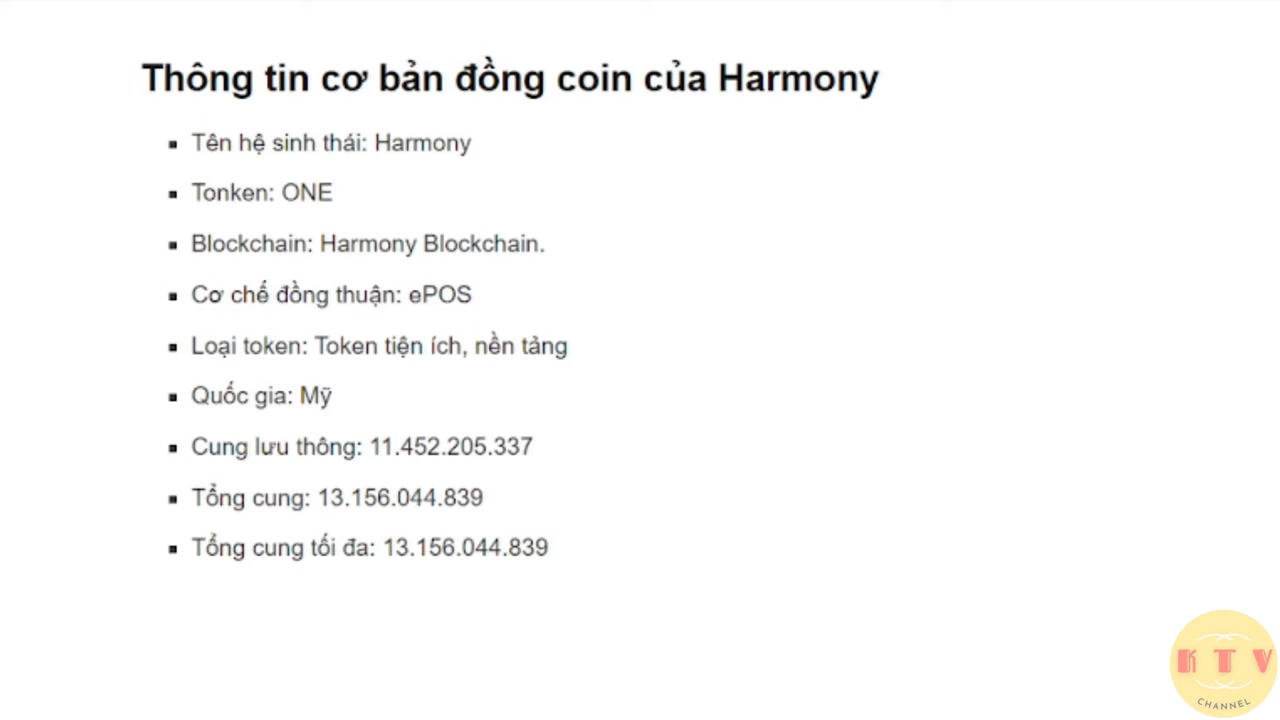 Thông tin cơ bản đồng coin của Harmony
Tên hệ sinh thái: Harmony
Tonken: ONE
Blockchain: Harmony Blockchain.
Cơ chế đồng thuận: ePOS
Loại token: Token tiện ích, nền tảng
Quốc gia: Mỹ
Cung lưu thông: 11.452.205.337
Tổng cung: 13.156.044.839
Tổng cung tối đa: 13.156.044.839
KTV
CHANNEL